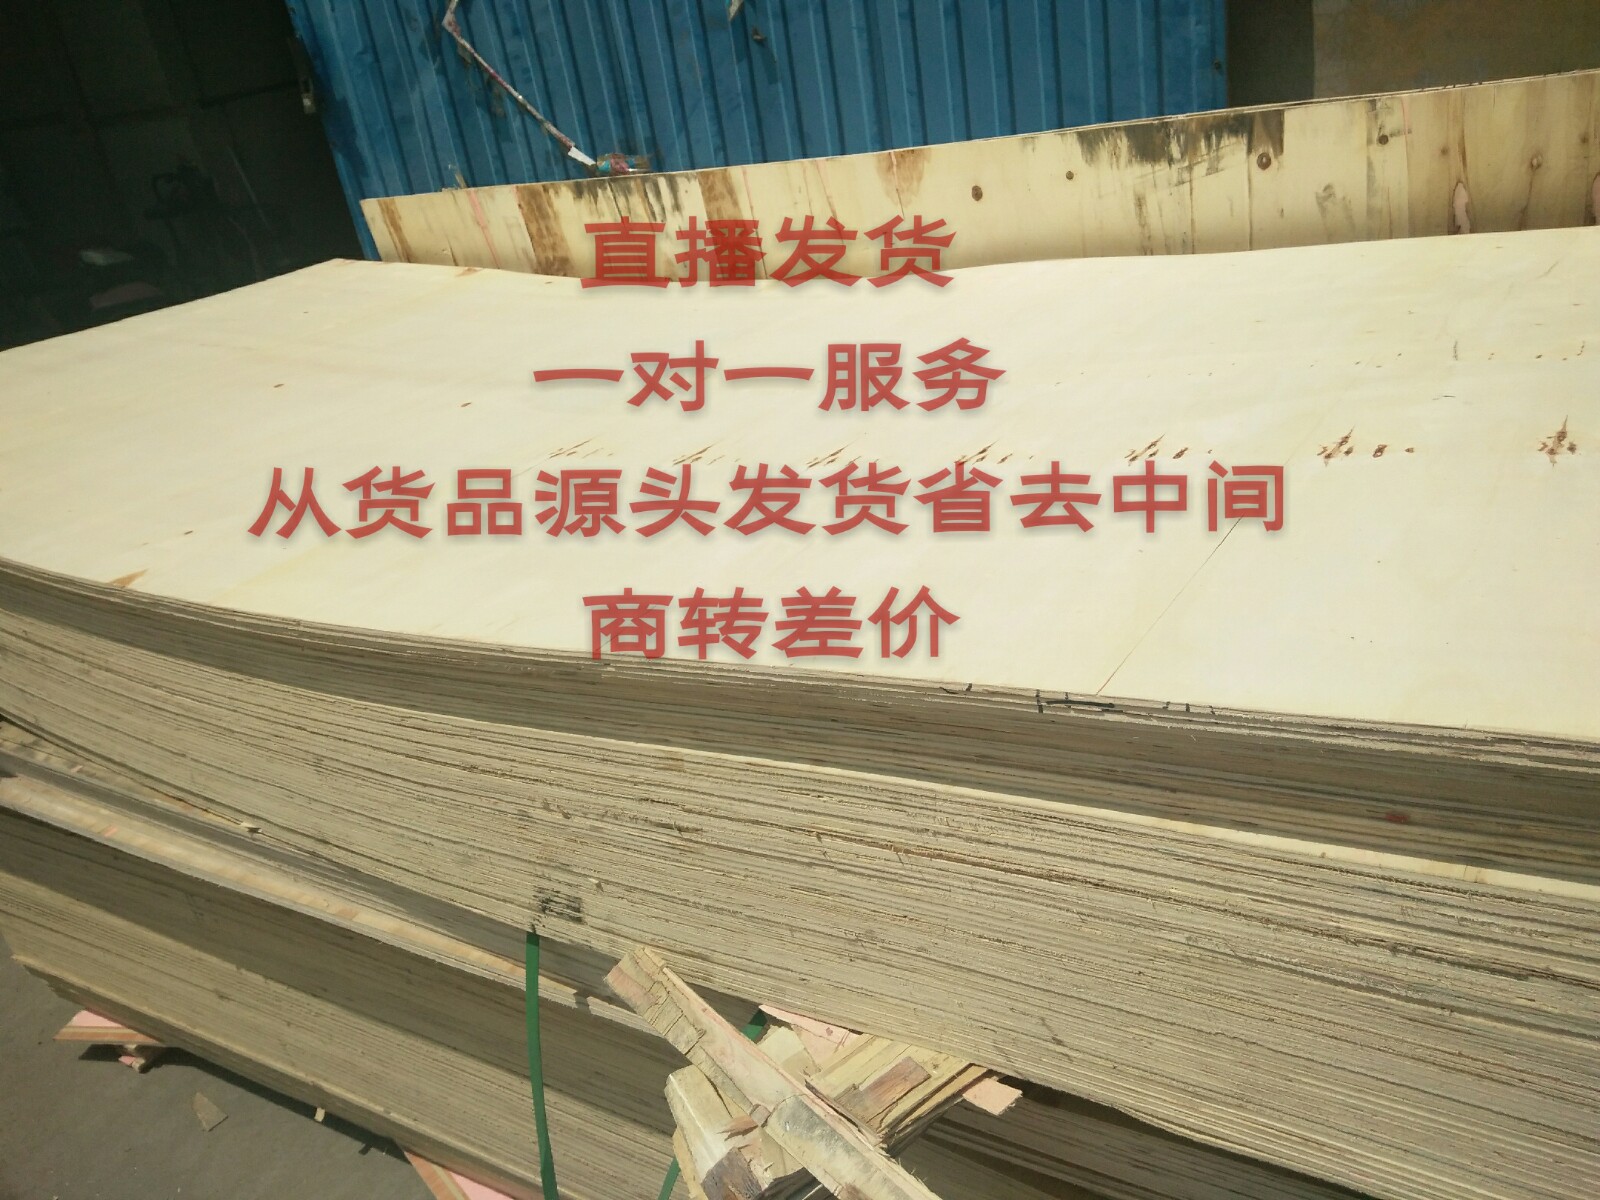 直播发货
一对一服务
从货品源头发货省去中间
商转差价